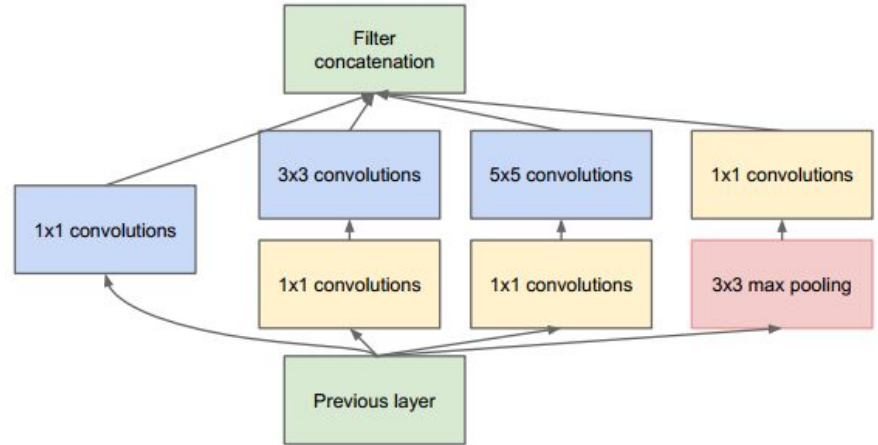 Filter
concatenation
3x3 convolutions
5x5 convolutions
1x1 convolutions
1x1 convolutions
1x1 convolutions
1x1 convolutions
3x3 max pooling
Previous layer